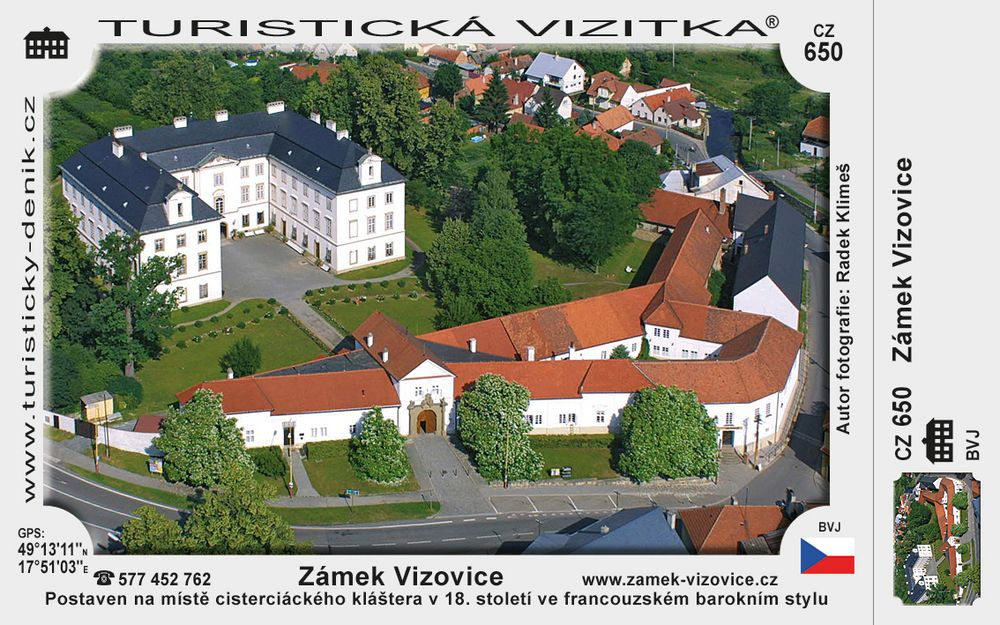 TURISTICKÁ VIZITKA®
CZ
650
www.turisticky-denik.cz
Autor fotografie: Radek Klimeš
GPS:
49°13'11"N
17°51'03"E
☎ 577 452 762
Zámek Vizovice
www.zamek-vizovice.cz
BVJ
Postaven na místě cisterciáckého kláštera v 18. století ve francouzském barokním stylu
CZ 650 Zámek Vizovice
BVJ